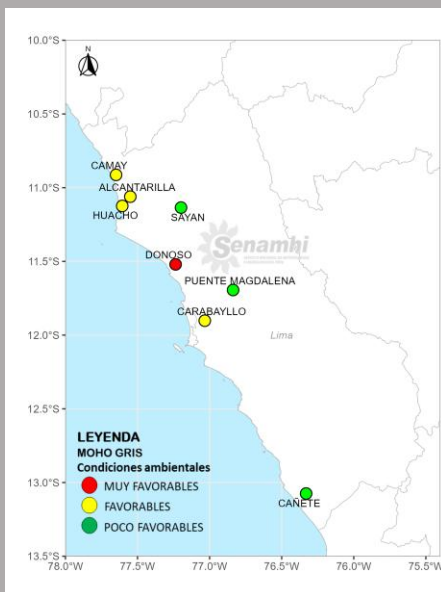 10.0°S
N
10.5°S
CAMAY
11.0°S
ALCANTARILLA
HUACHO
SAYAN
DONOSO
Senamhi
11.5°S
PUENTE MAGDALENA
CARABAYLLO
12.0°S
Lima
12.5°S
LEYENDA
MOHO GRIS
Condiciones ambientales
MUY FAVORABLES
FAVORABLES
POCO FAVORABLES
13.0°S
CAÑETE
13.5°S
78.0°W 77.5°W 77.0°W 76.5°W 76.0°W 75.5°W